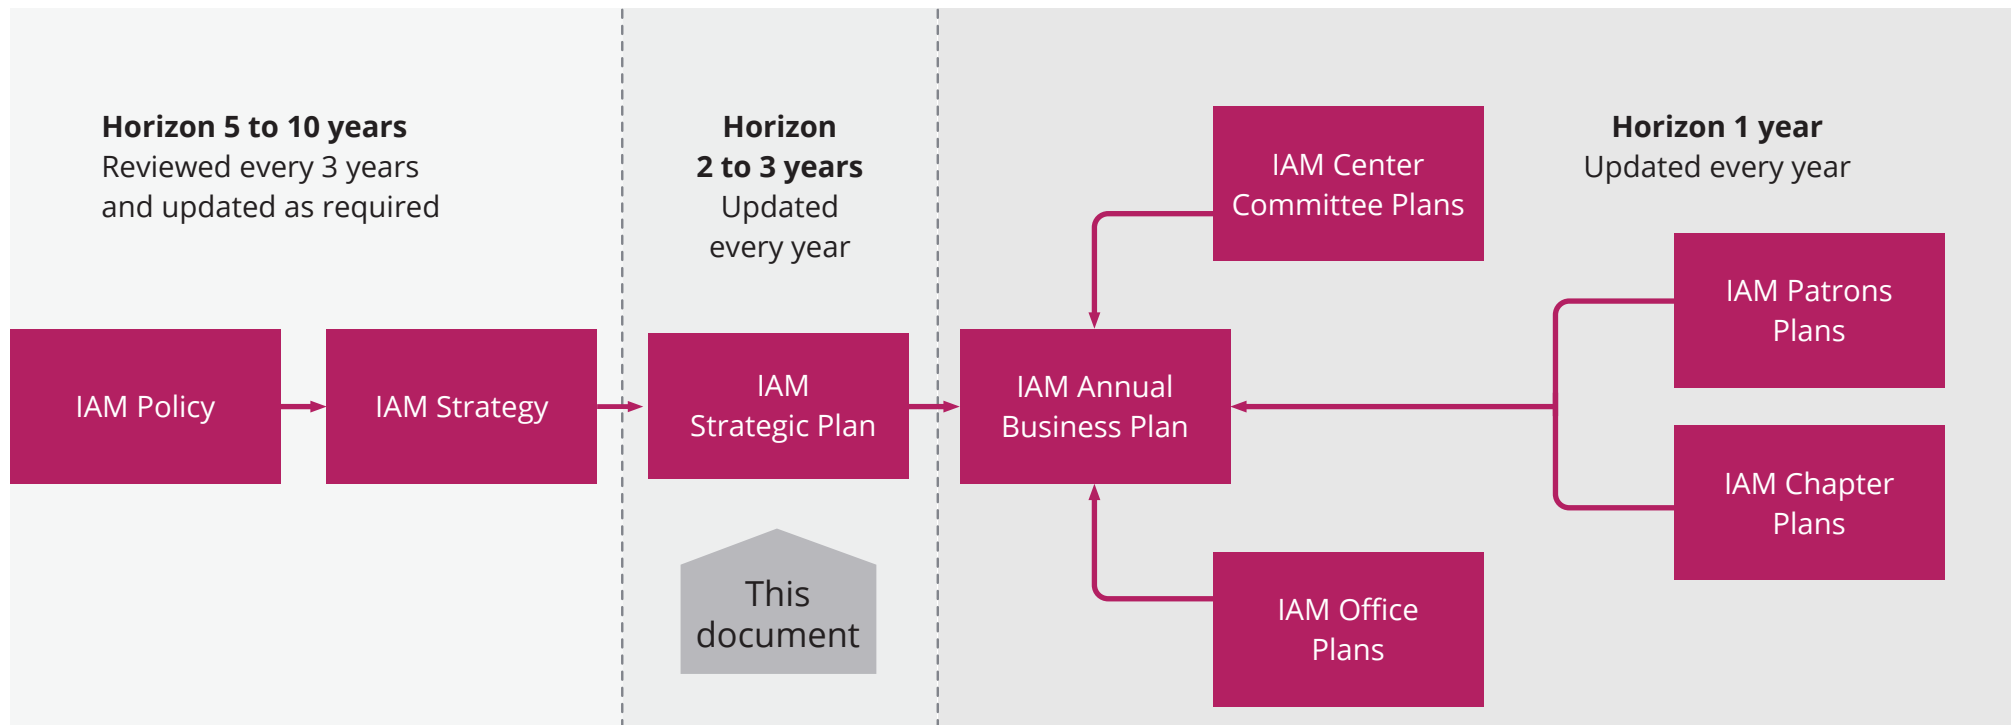 Horizon 5 to 10 years
Reviewed every 3 years
and updated as required
IAM Policy
IAM Strategy
Horizon
2 to 3 years
Updated
every year
IAM
Strategic Plan
This
document
Horizon 1 year
Updated every year
IAM Center
Committee Plans
IAM Annual
Business Plan
IAM Office
Plans
IAM Patrons
Plans
IAM Chapter
Plans